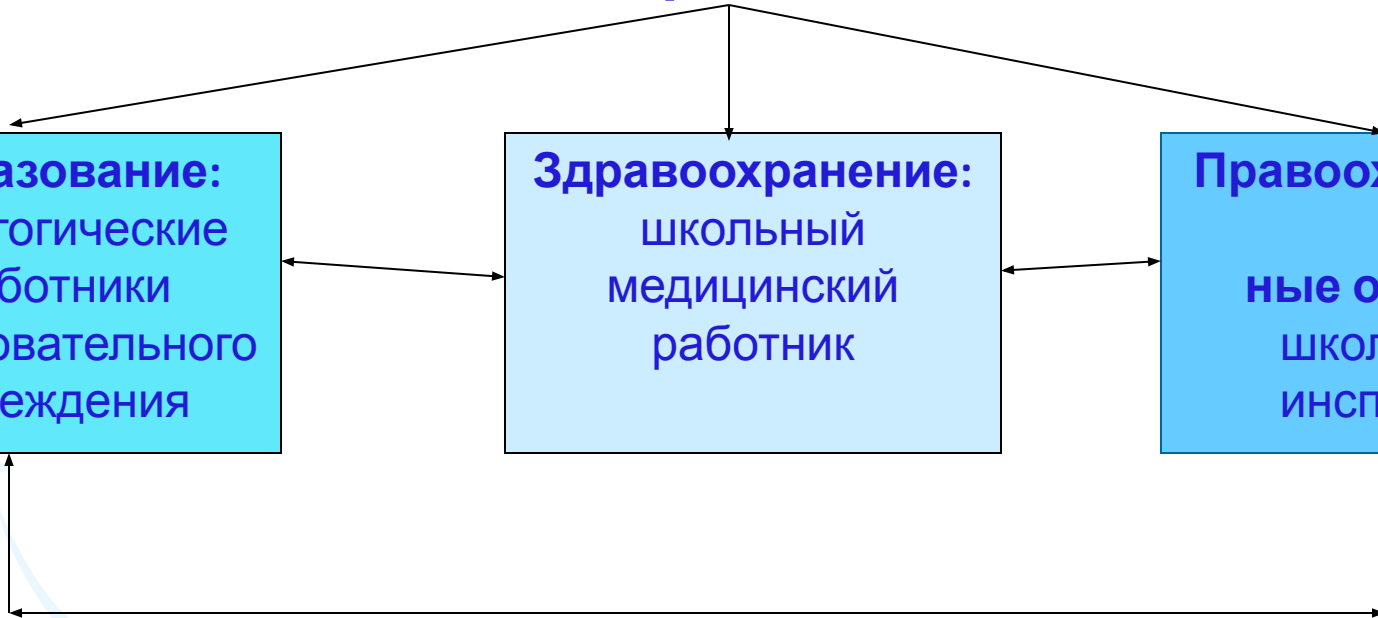 азование:
гогические
ботники
овательного
еждения
Здравоохранение:
школьный
медицинский
работник
Правоох
ные о
школ
инсп